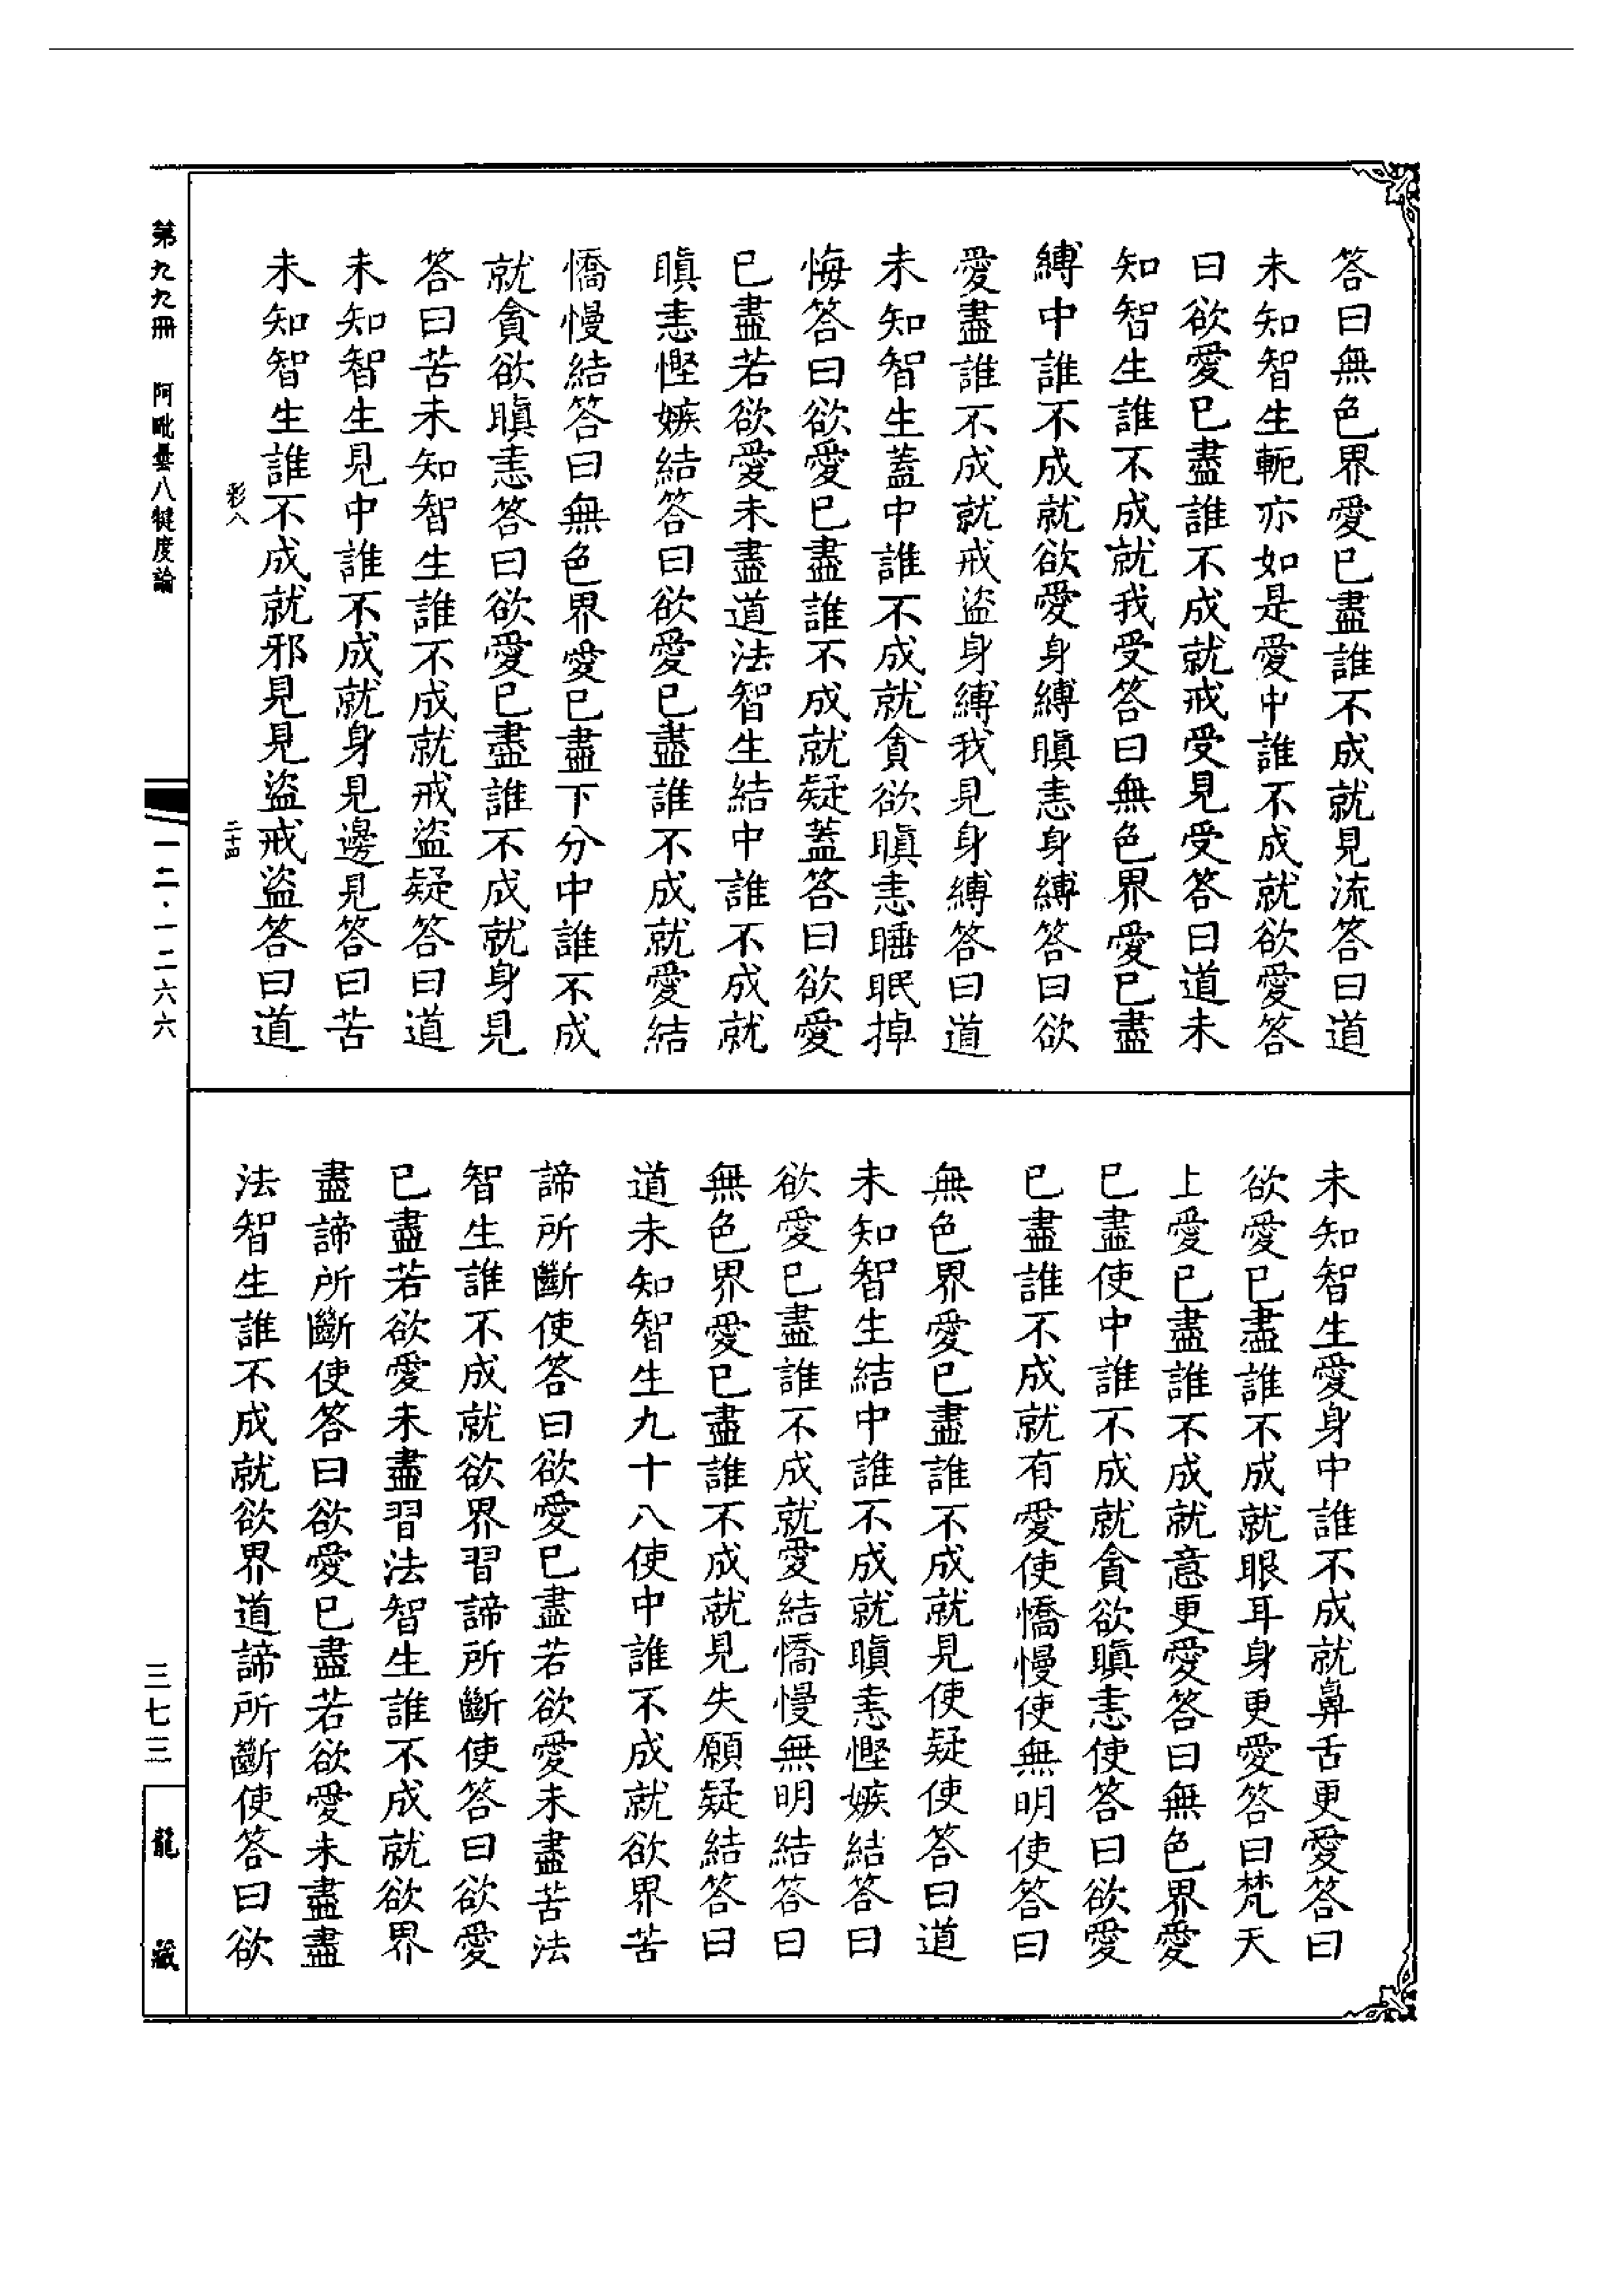 答曰無色界愛已盡誰不成就見流答曰道
未知智生軛亦如是愛中誰不成就欲愛答
曰欲愛已盡誰不成就戒受見受答曰道未
知智生誰不成就我受答曰無色界愛已盡
縛中誰不成就欲愛身縛瞋恚身縛答曰欲
愛盡誰不成就戒盜身縛我見身縛答曰道
未知智生蓋中誰不成就貪欲瞋恚睡眠掉
悔答曰欲愛已盡誰不成就疑蓋答曰欲愛
已盡若欲愛未盡道法智生結中誰不成就
瞋恚慳嫉結答曰欲愛已盡誰不成就愛結
憍慢結答曰無色界愛已盡下分中誰不成
就貪欲瞋恚答曰欲愛已盡誰不成就身見
答曰苦未知智生誰不成就戒盜疑答曰道
未知智生見中誰不成就身見邊見答曰苦
未知智生誰不成就邪見見盜戒盜答曰道
彩八 二十四
未知智生愛身中誰不成就鼻舌更愛答曰
欲愛已盡誰不成就眼耳身更愛答曰梵天
上愛已盡誰不成就意更愛答曰無色界愛
已盡使中誰不成就貪欲瞋恚使答曰欲愛
已盡誰不成就有愛使憍慢使無明使答曰
無色界愛已盡誰不成就見使疑使答曰道
未知智生結中誰不成就瞋恚慳嫉結答曰
欲愛已盡誰不成就愛結憍慢無明結答曰
無色界愛已盡誰不成就見失願疑結答曰
道未知智生九十八使中誰不成就欲界苦
諦所斷使答曰欲愛已盡若欲愛未盡苦法
智生誰不成就欲界習諦所斷使答曰欲愛
已盡若欲愛未盡習法智生誰不成就欲界
盡諦所斷使答曰欲愛已盡若欲愛未盡盡
法智生誰不成就欲界道諦所斷使答曰欲
第九九冊 阿毗曇八犍度論
一二·一二六六
三七三
龍藏